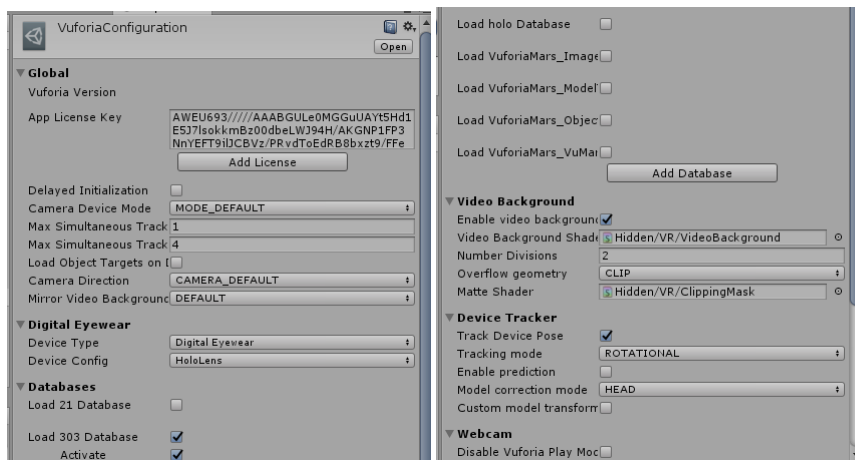 VuforiaConfiguration
Open
Global
Vuforia Version
App License Key AWEU693/////AAABGULe0MGGuUAYt5Hd1
E5J7lsokkmBz00dbeLWJ94H/AKGNP1FP3
NnYEFT9ilJCBVz/PRvdToEdRB8bxzt9/FFe
Add License
Delayed Initialization
Camera Device Mode MODE_DEFAULT
Max Simultaneous Track 1
Max Simultaneous Track 4
Load Object Targets on D
Camera Direction CAMERA_DEFAULT
Mirror Video Background DEFAULT
Digital Eyewear
Device Type Digital Eyewear
Device Config HoloLens
Databases
Load 21 Database
Load 303 Database
Activate
Load holo Database
Load VuforiaMars_Image
Load VuforiaMars_Model
Load VuforiaMars_Objec
Load VuforiaMars_VuMar
Add Database
Video Background
Enable video background
Video Background Shade Hidden/VR/VideoBackground
Number Divisions 2
Overflow geometry CLIP
Matte Shader Hidden/VR/ClippingMask
Device Tracker
Track Device Pose
Tracking mode ROTATIONAL
Enable prediction
Model correction mode HEAD
Custom model transform
Webcam
Disable Vuforia Play Mod